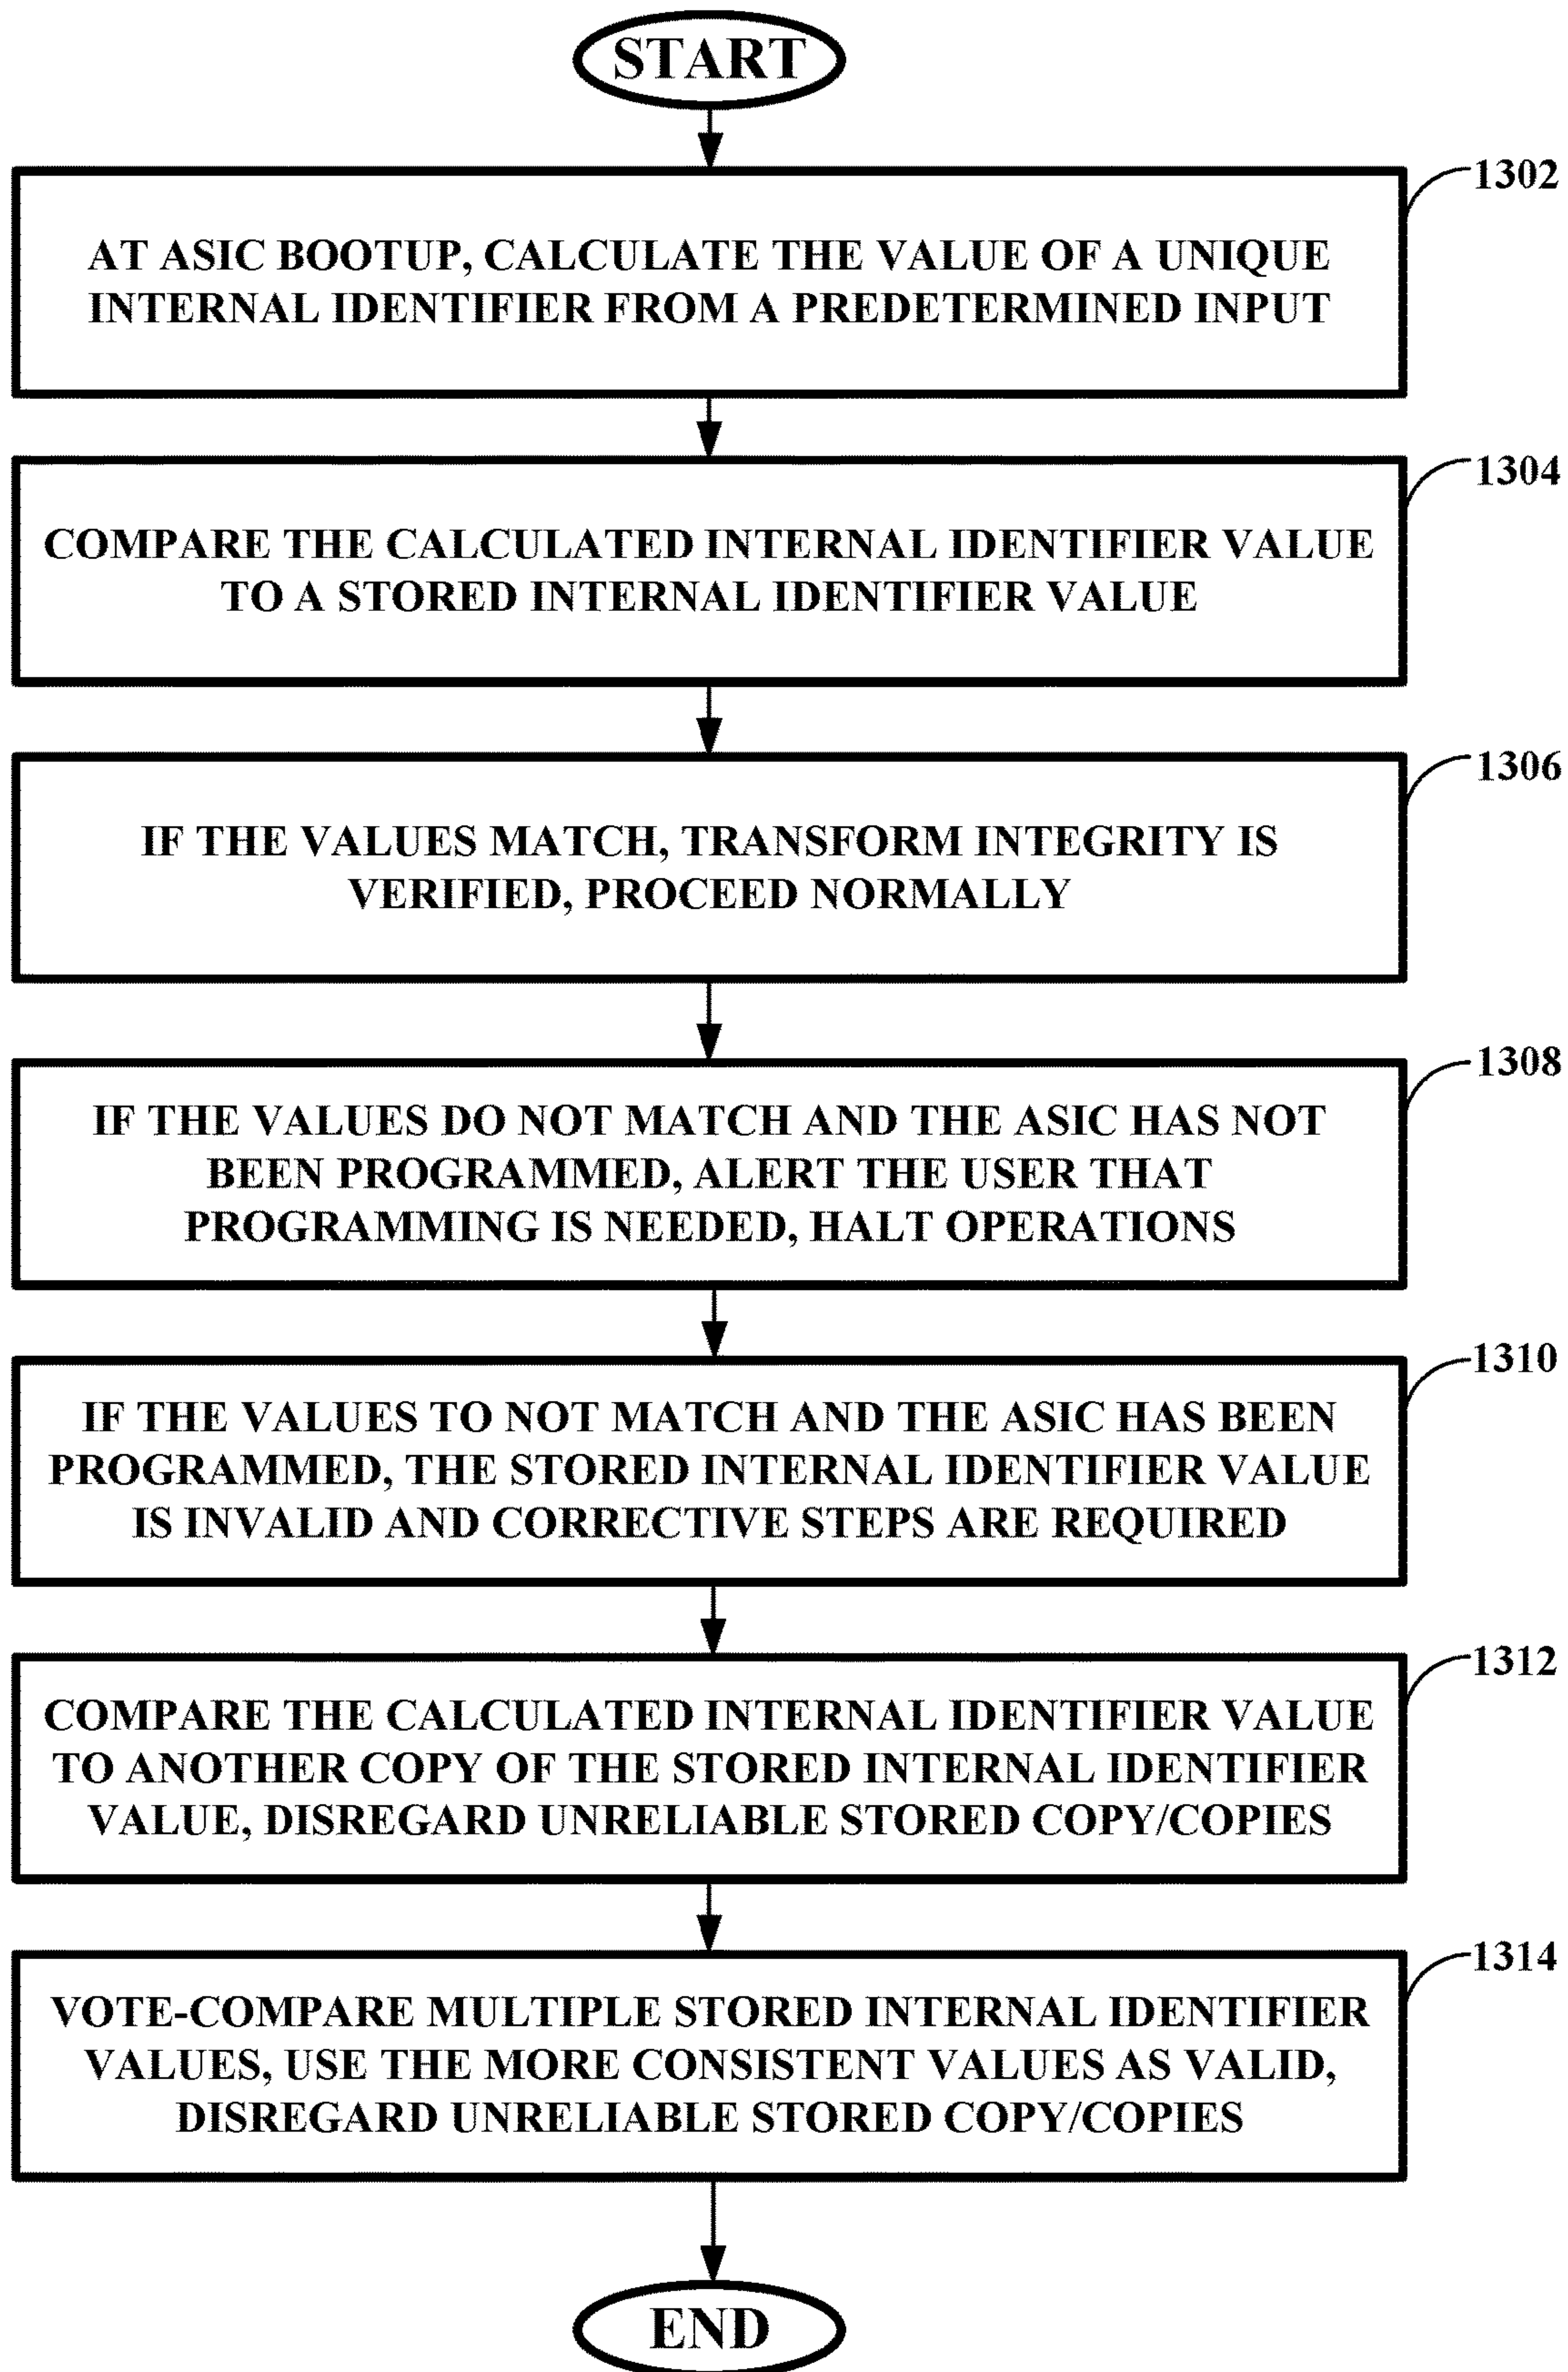 START
1302
AT ASIC BOOTUP, CALCULATE THE VALUE OF A UNIQUE
INTERNAL IDENTIFIER FROM A PREDETERMINED INPUT
1304
COMPARE THE CALCULATED INTERNAL IDENTIFIER VALUE
TO A STORED INTERNAL IDENTIFIER VALUE
1306
IF THE VALUES MATCH, TRANSFORM INTEGRITY IS
VERIFIED, PROCEED NORMALLY
1308
IF THE VALUES DO NOT MATCH AND THE ASIC HAS NOT
BEEN PROGRAMMED, ALERT THE USER THAT
PROGRAMMING IS NEEDED, HALT OPERATIONS
1310
IF THE VALUES TO NOT MATCH AND THE ASIC HAS BEEN
PROGRAMMED, THE STORED INTERNAL IDENTIFIER VALUE
IS INVALID AND CORRECTIVE STEPS ARE REQUIRED
1312
COMPARE THE CALCULATED INTERNAL IDENTIFIER VALUE
TO ANOTHER COPY OF THE STORED INTERNAL IDENTIFIER
VALUE, DISREGARD UNRELIABLE STORED COPY/COPIES
1314
VOTE-COMPARE MULTIPLE STORED INTERNAL IDENTIFIER
VALUES, USE THE MORE CONSISTENT VALUES AS VALID,
DISREGARD UNRELIABLE STORED COPY/COPIES
END